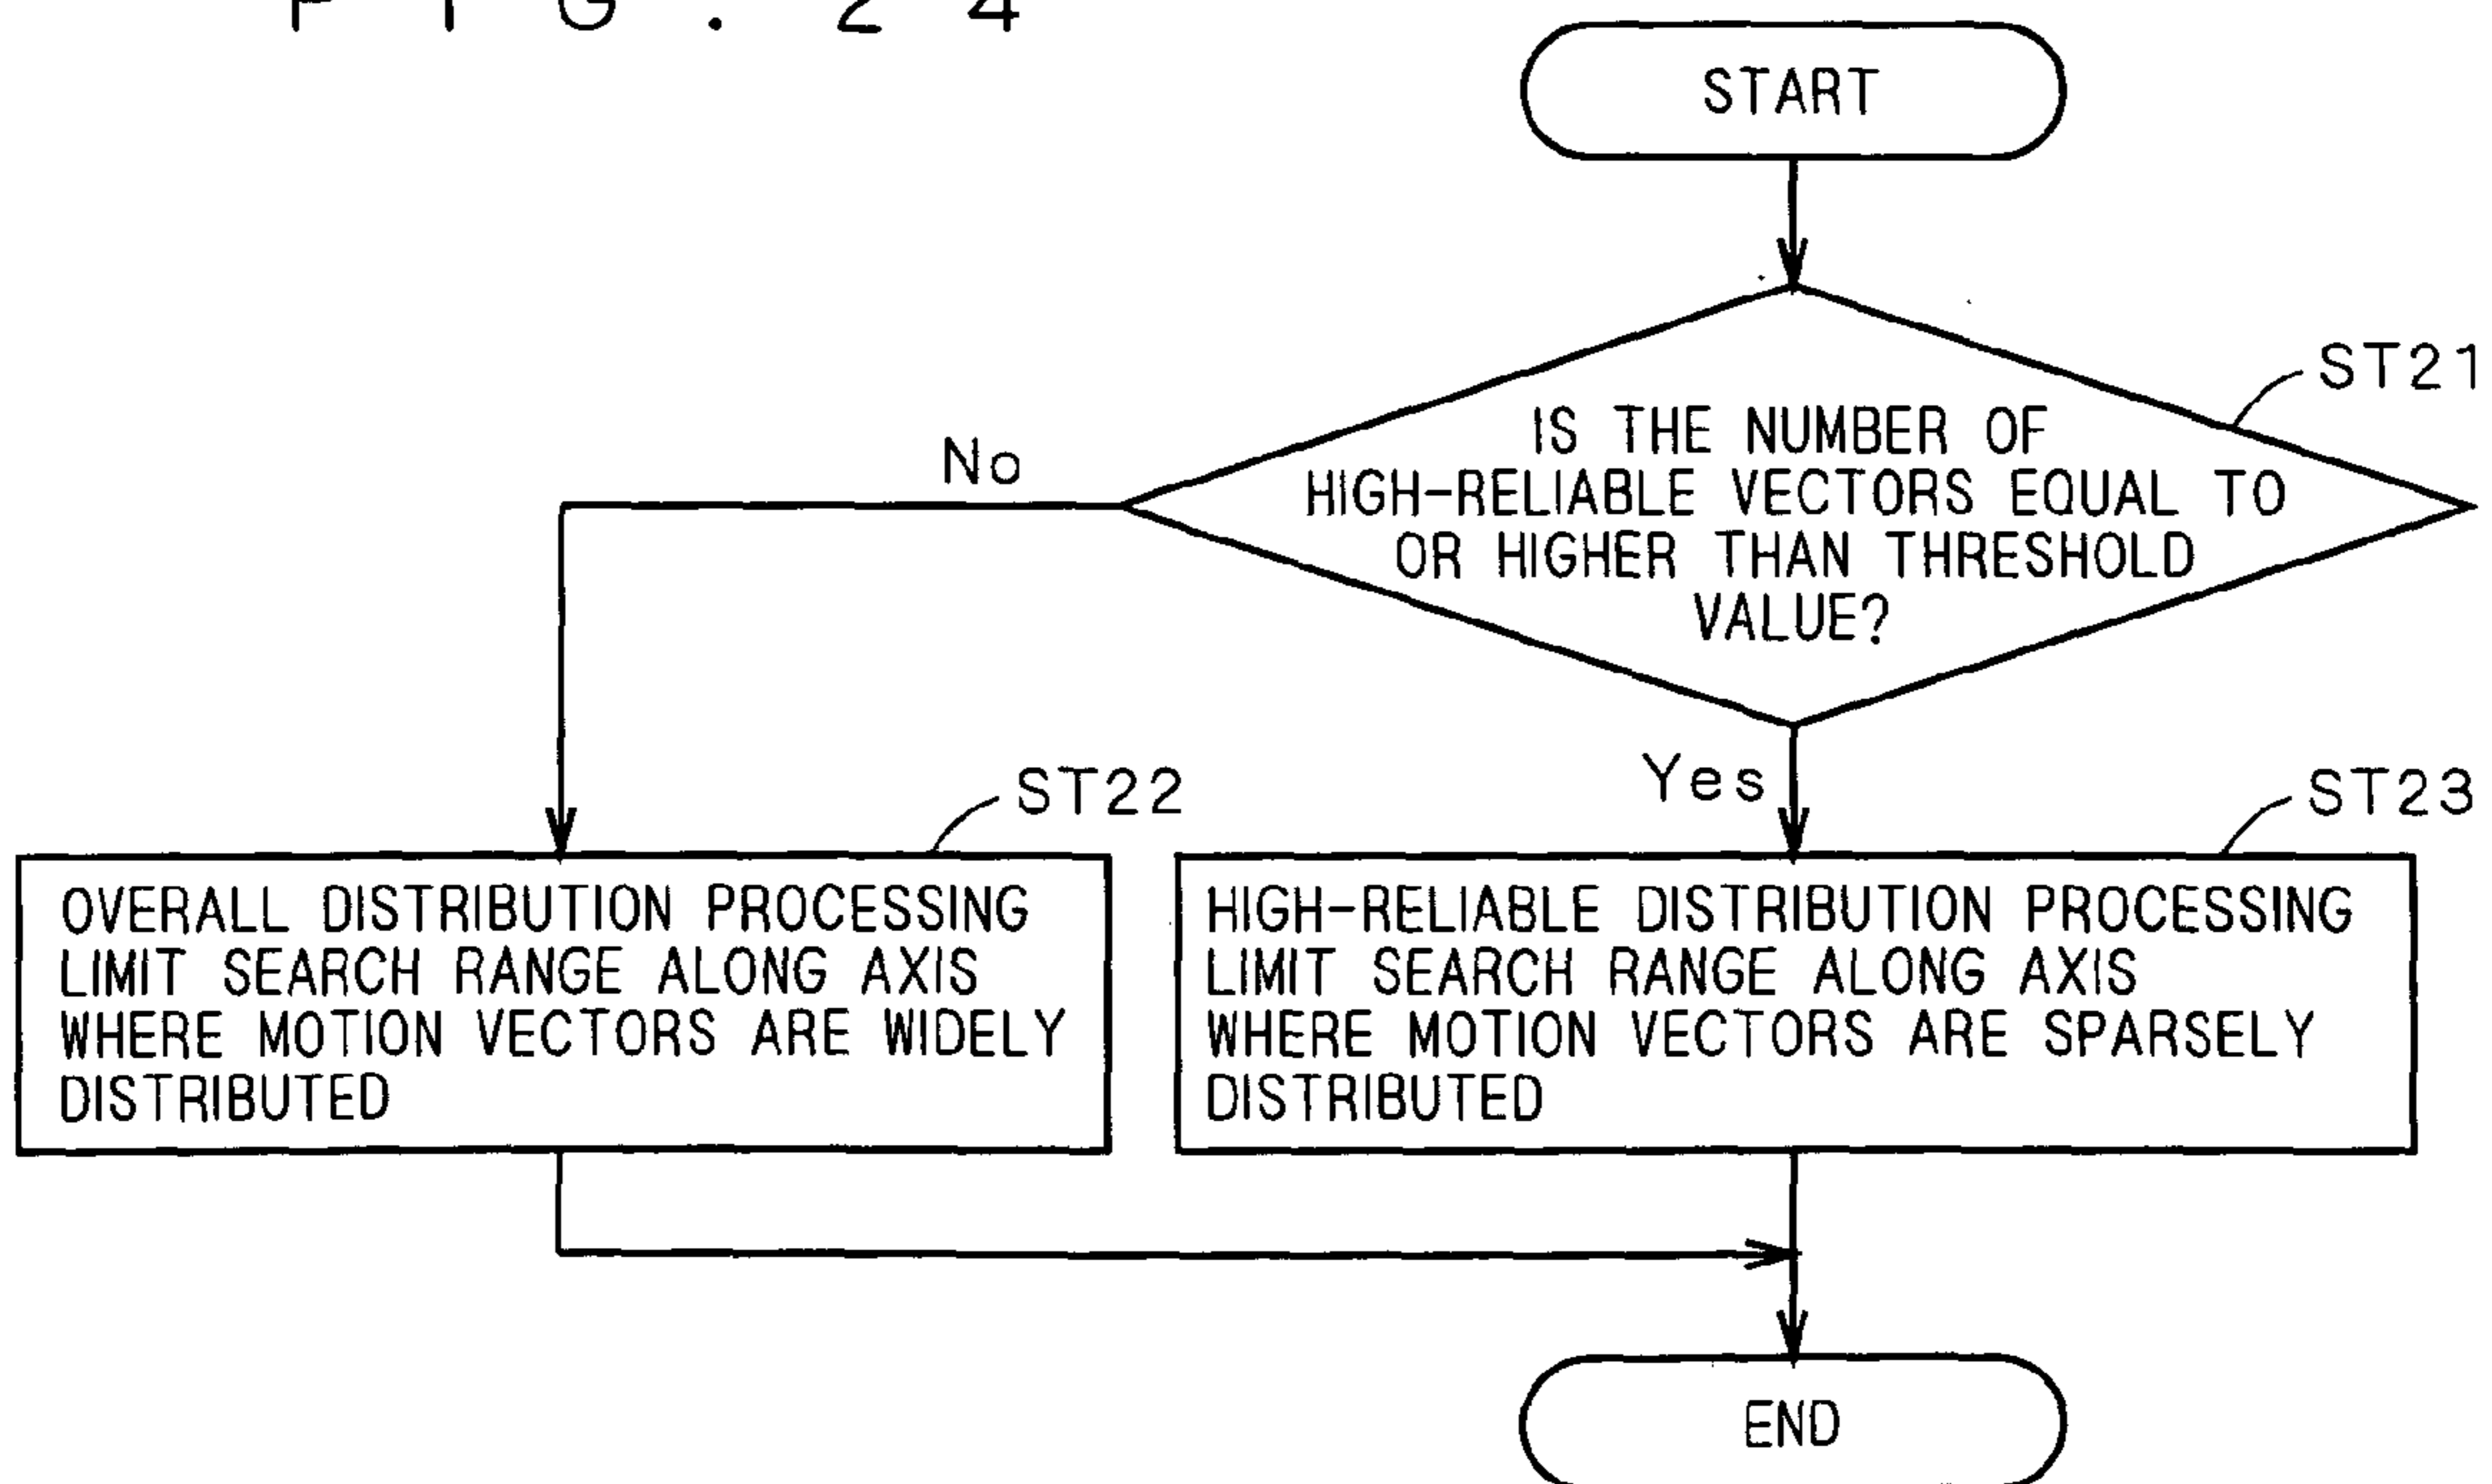 FIG. 24
START
ST21
IS THE NUMBER OF
HIGH-RELIABLE VECTORS EQUAL TO
OR HIGHER THAN THRESHOLD
VALUE?
No
Yes
ST22
OVERALL DISTRIBUTION PROCESSING
LIMIT SEARCH RANGE ALONG AXIS
WHERE MOTION VECTORS ARE WIDELY
DISTRIBUTED
ST23
HIGH-RELIABLE DISTRIBUTION PROCESSING
LIMIT SEARCH RANGE ALONG AXIS
WHERE MOTION VECTORS ARE SPARSELY
DISTRIBUTED
END